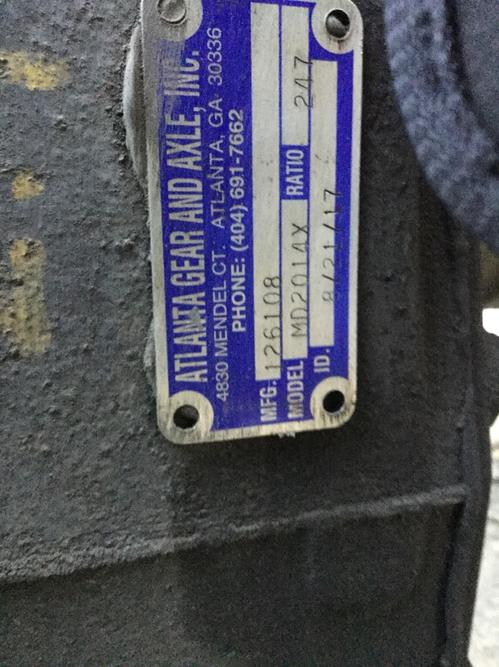 ATLANTA GEAR AND AXLE, INC.
4830 MENDEL CT. ATLANTA, GA 30336
PHONE: (404) 691-7662
MFG. 126108
MODEL MD2014X RATIO 247
ID. 8/21/17